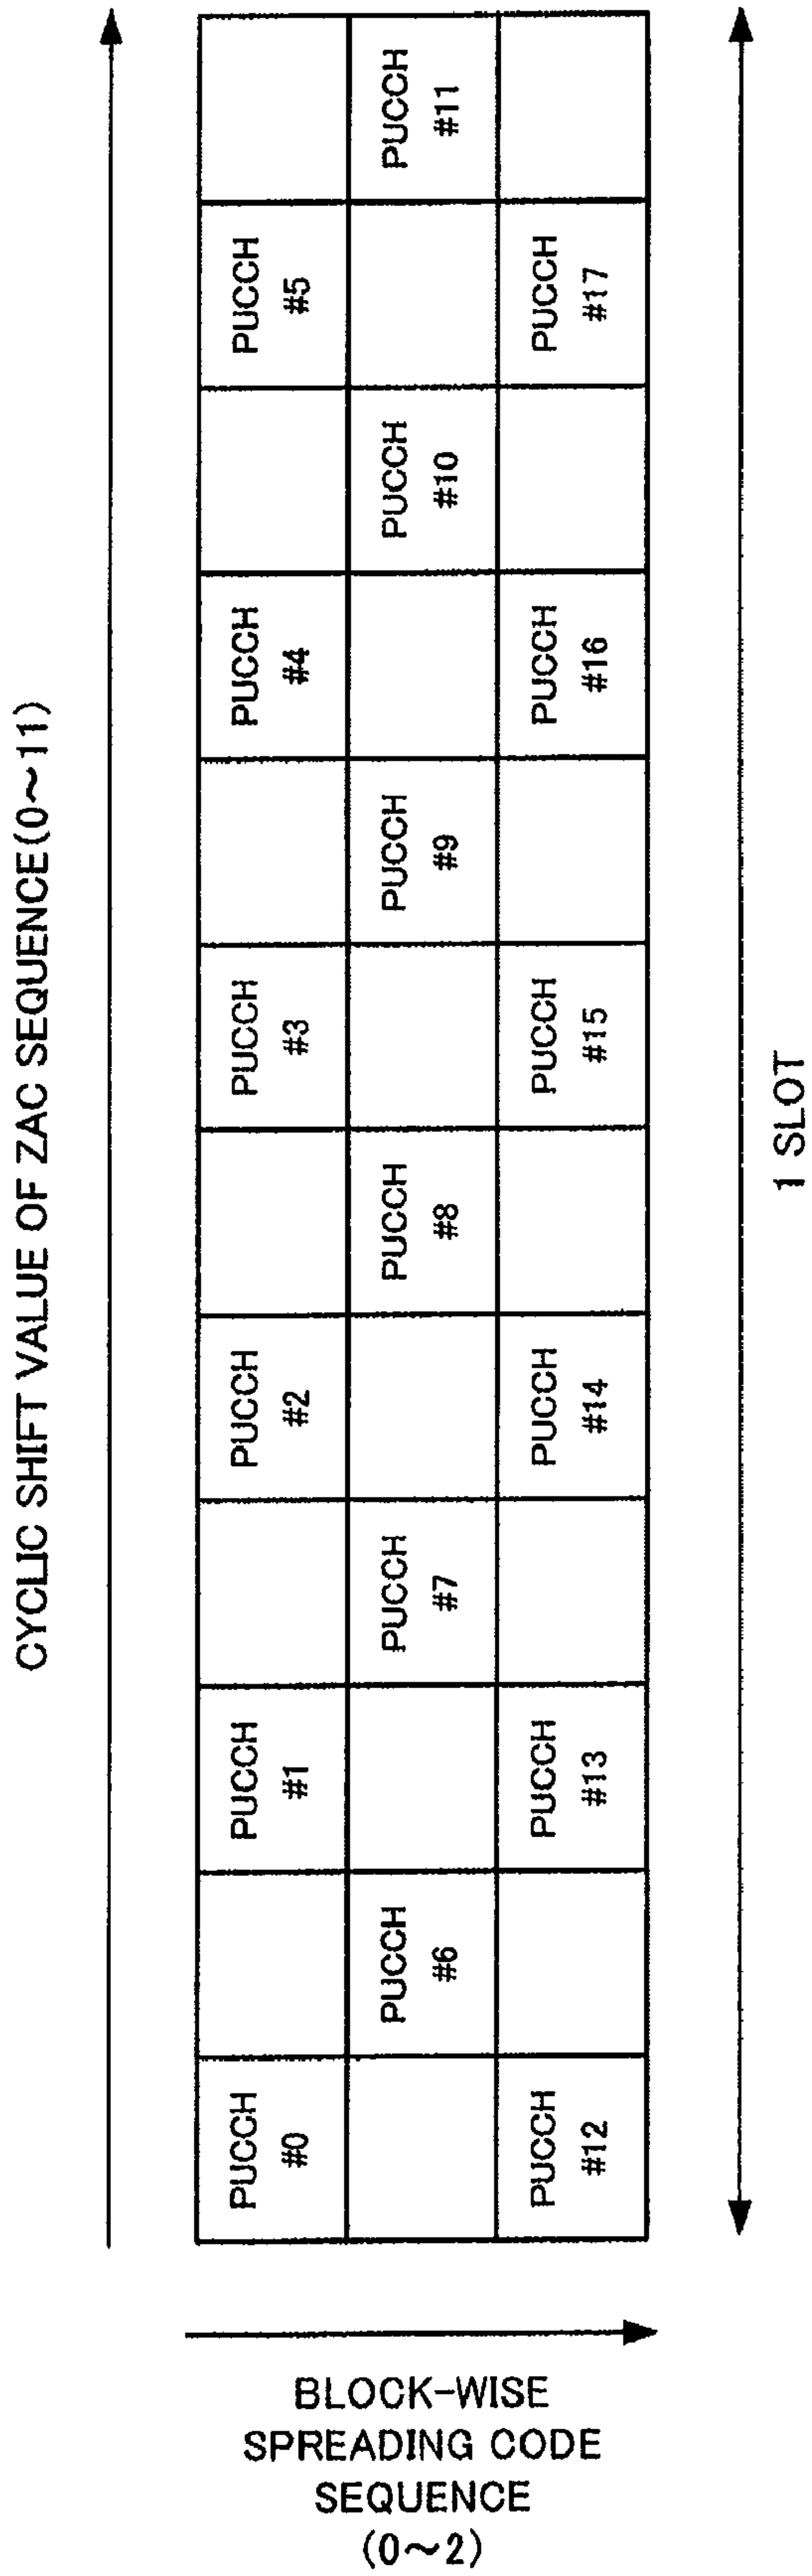 CYCLIC SHIFT VALUE OF ZAC SEQUENCE(0~11)
PUCCH
#0
PUCCH
#1
PUCCH
#2
PUCCH
#3
PUCCH
#4
PUCCH
#5
PUCCH
#6
PUCCH
#7
PUCCH
#8
PUCCH
#9
PUCCH
#10
PUCCH
#11
PUCCH
#12
PUCCH
#13
PUCCH
#14
PUCCH
#15
PUCCH
#16
PUCCH
#17
1 SLOT
BLOCK-WISE
SPREADING CODE
SEQUENCE
(0~2)